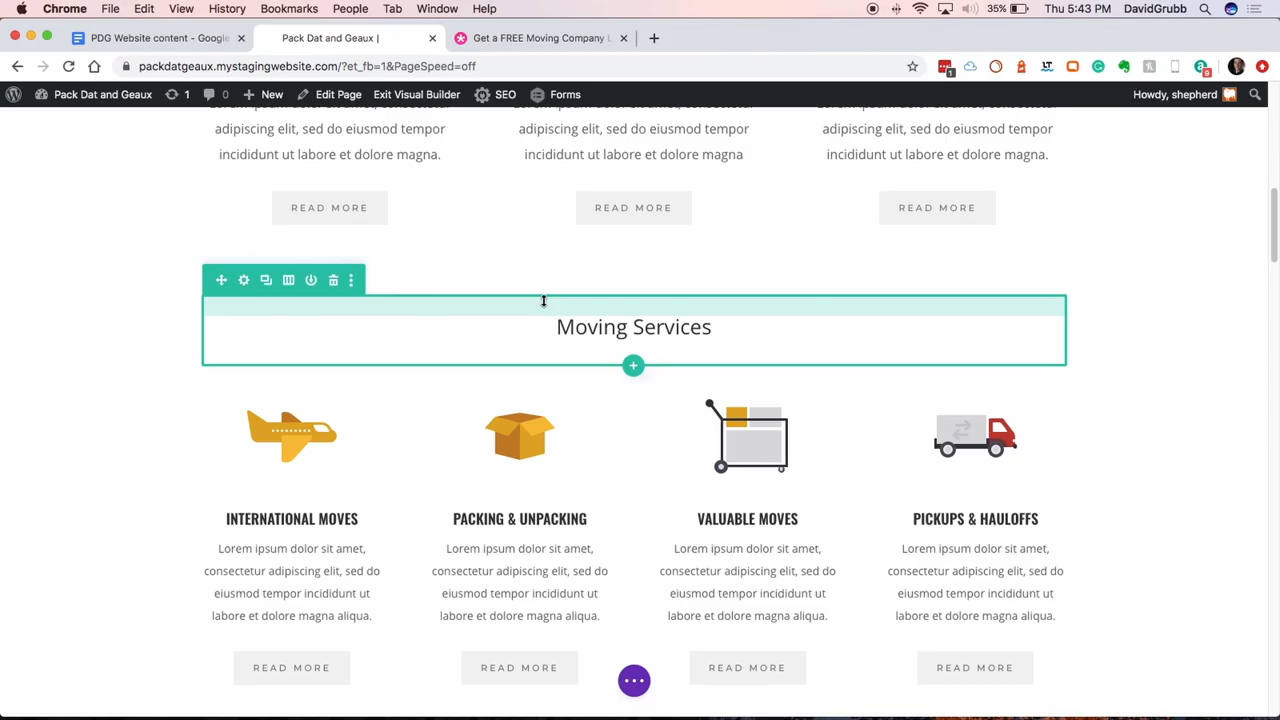 Chrome File Edit View History Bookmarks People Tab Window Help 35% Thu 5:43 PM DavidGrubb
PDG Website content - Google Pack Dat and Geaux | Get a FREE Moving Company L
packdatgeaux.mystagingwebsite.com/?et_fb=1&PageSpeed=off
Pack Dat and Geaux 1 0 New Edit Page Exit Visual Builder SEO Forms Howdy, shepherd
adipiscing elit, sed do eiusmod tempor adipiscing elit, sed do eiusmod tempor adipiscing elit, sed do eiusmod tempor
incididunt ut labore et dolore magna. incididunt ut labore et dolore magna incididunt ut labore et dolore magna.
READ MORE READ MORE READ MORE
Moving Services
INTERNATIONAL MOVES PACKING & UNPACKING VALUABLE MOVES PICKUPS & HAULOFFS
Lorem ipsum dolor sit amet, Lorem ipsum dolor sit amet, Lorem ipsum dolor sit amet, Lorem ipsum dolor sit amet,
consectetur adipiscing elit, sed do consectetur adipiscing elit, sed do consectetur adipiscing elit, sed do consectetur adipiscing elit, sed do
eiusmod tempor incididunt ut eiusmod tempor incididunt ut eiusmod tempor incididunt ut eiusmod tempor incididunt ut
labore et dolore magna aliqua. labore et dolore magna aliqua. labore et dolore magna aliqua. labore et dolore magna aliqua.
READ MORE READ MORE READ MORE READ MORE